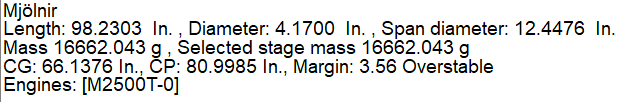 Mjölnir
Length: 98.2303 In. , Diameter: 4.1700 In. , Span diameter: 12.4476 In.
Mass 16662.043 g , Selected stage mass 16662.043 g
CG: 66.1376 In., CP: 80.9985 In., Margin: 3.56 Overstable
Engines: [M2500T-0]